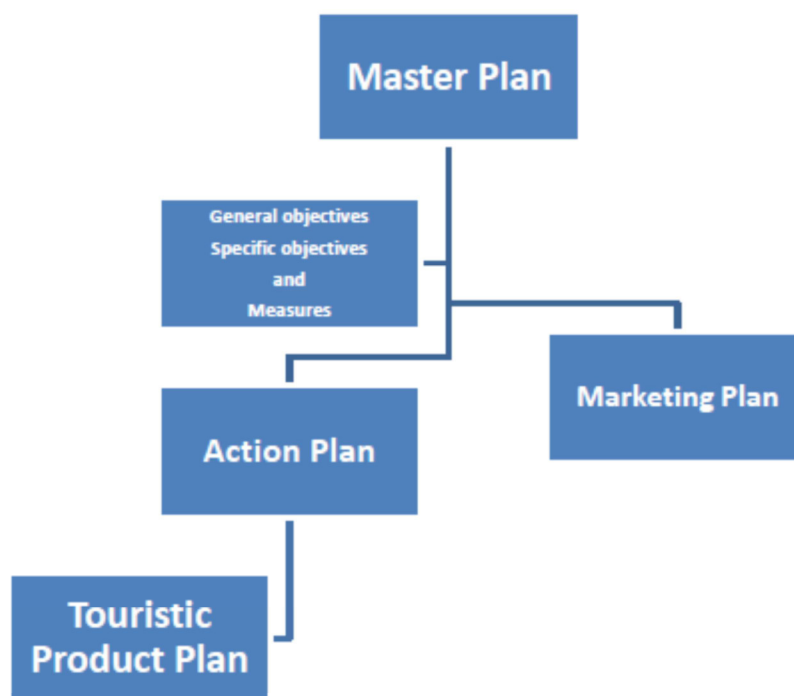 Master Plan
General objectives
Specific objectives
and
Measures
Marketing Plan
Action Plan
Touristic
Product Plan